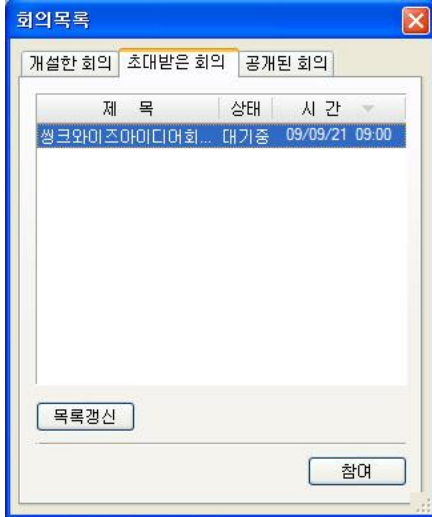 회의목록
개설한 회의 초대받은 회의 공개된 회의
제 목 상태 시 간
씽크와이즈아이디어회... 대기중 09/09/21 09:00
목록갱신
참여